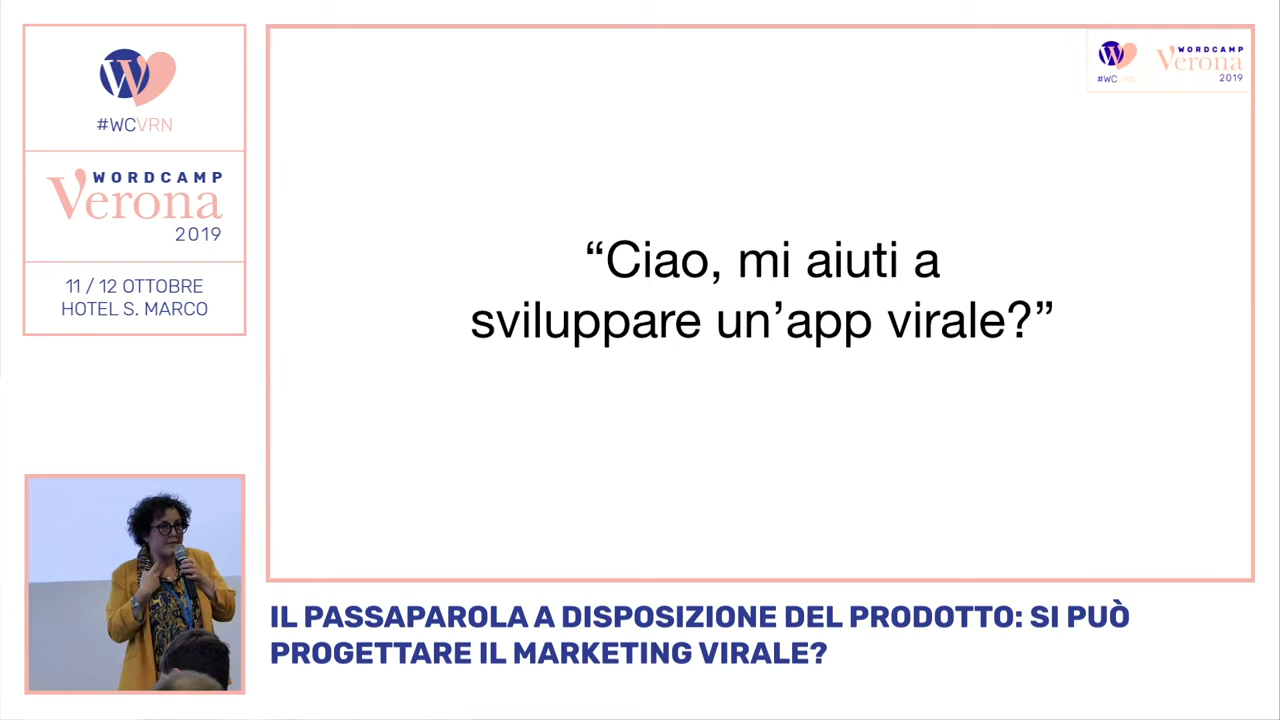 #WCVRN
WORDCAMP
Verona
2019
11 / 12 OTTOBRE
HOTEL S. MARCO
#WCVRN
WORDCAMP
Verona
2019
“Ciao, mi aiuti a
sviluppare un’app virale?”
IL PASSAPAROLA A DISPOSIZIONE DEL PRODOTTO: SI PUÒ
PROGETTARE IL MARKETING VIRALE?